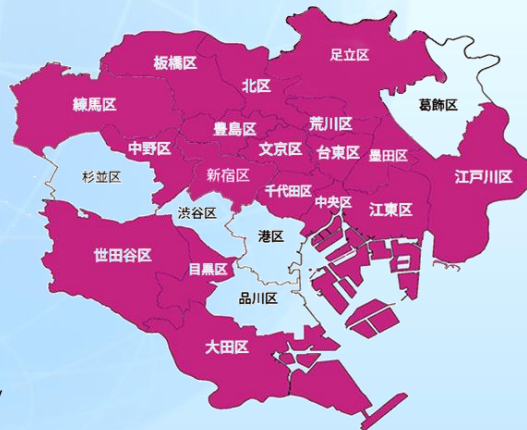 足立区
板橋区
北区
葛飾区
練馬区
荒川区
豊島区
中野区
文京区
台東区
墨田区
江戸川区
杉並区
新宿区
千代田区
中央区
江東区
渋谷区
港区
世田谷区
目黒区
品川区
大田区